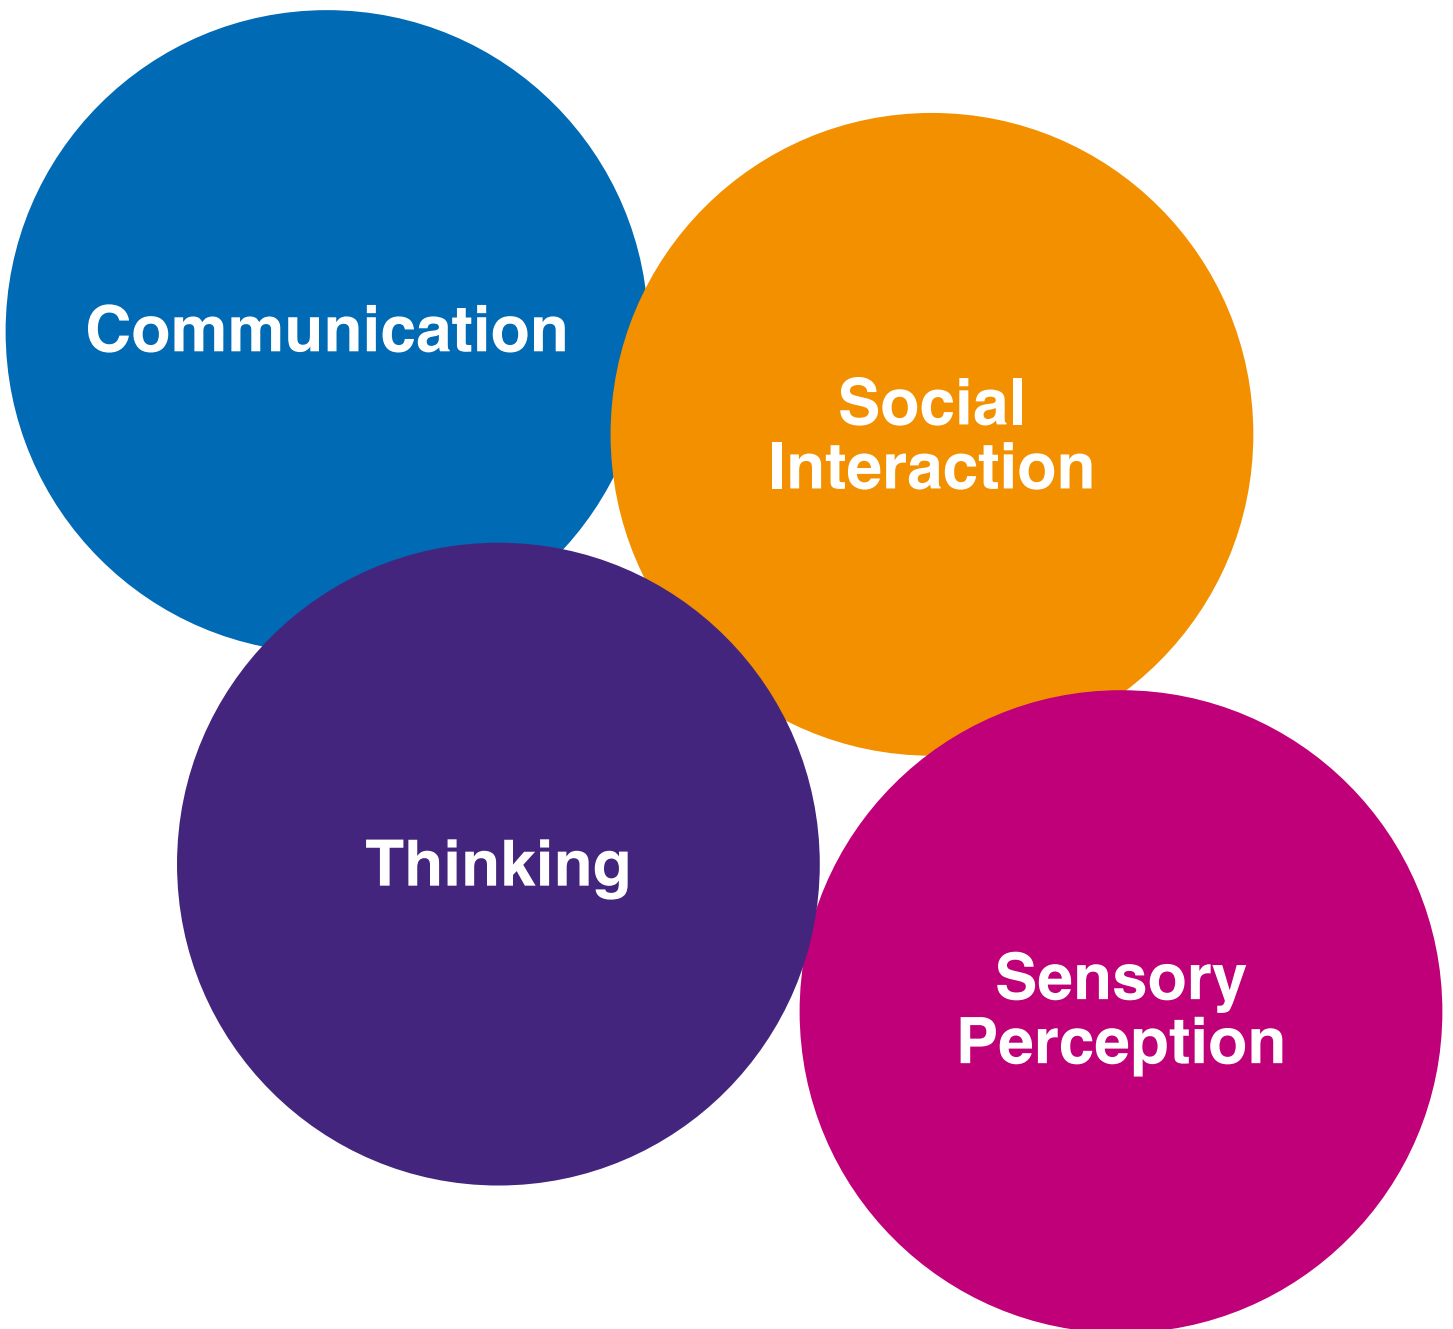 Communication
Social
Interaction
Thinking
Sensory
Perception